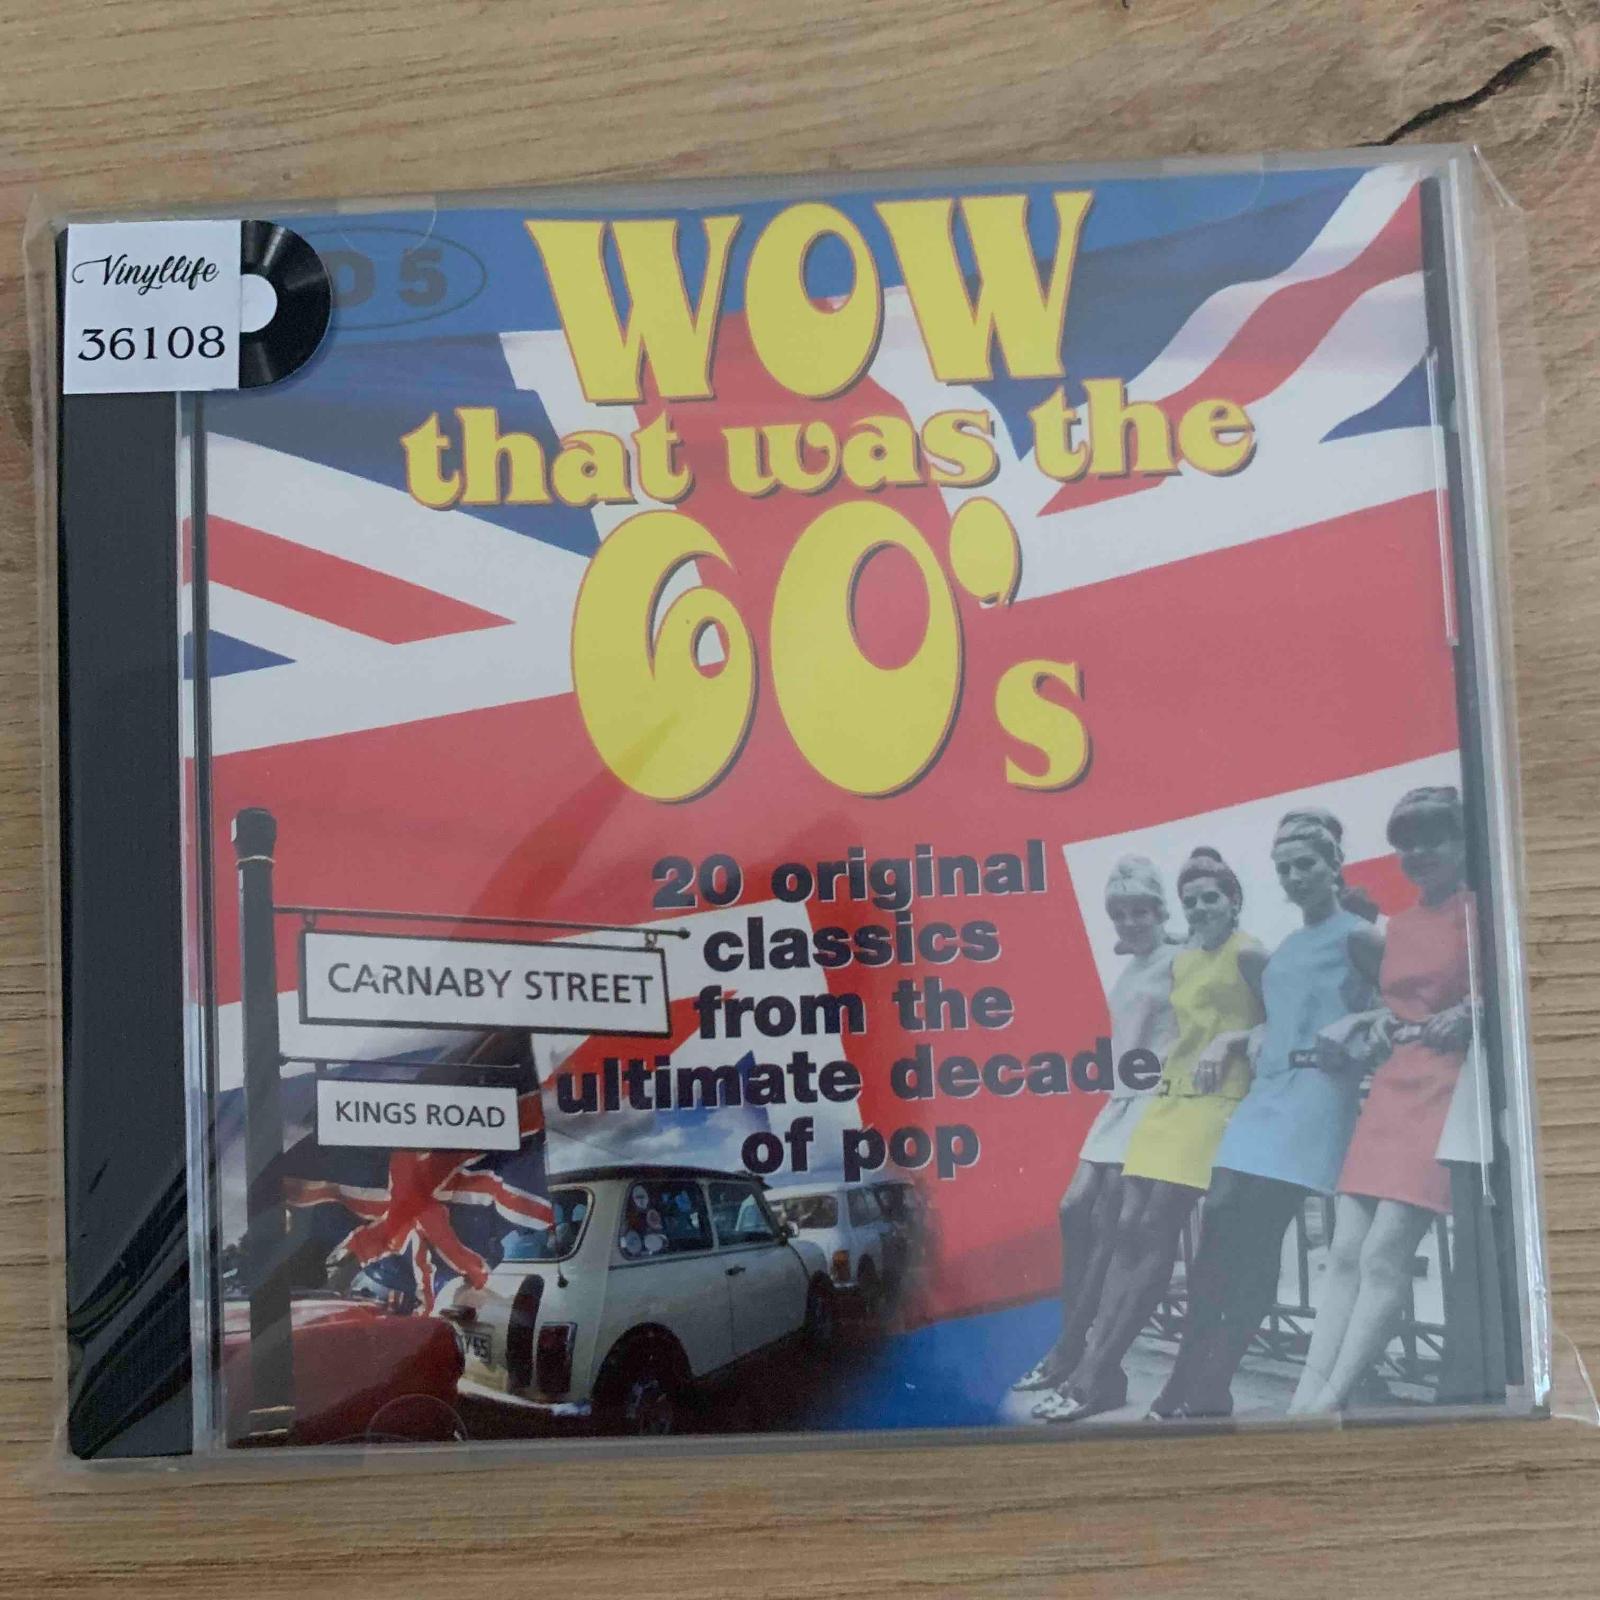 Vinyllife
36108
D 5
WOW
that was the
60's
20 original
classics
from the
ultimate decade
of pop
CARNABY STREET
KINGS ROAD